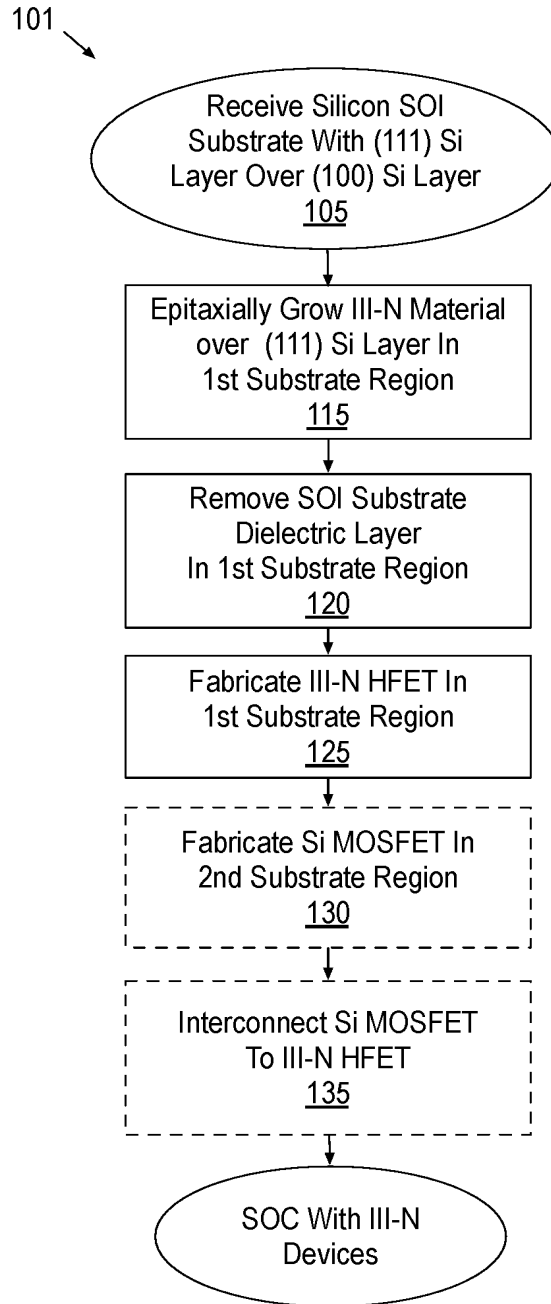 101
Receive Silicon SOI
Substrate With (111) Si
Layer Over (100) Si Layer
105
Epitaxially Grow III-N Material
over (111) Si Layer In
1st Substrate Region
115
Remove SOI Substrate
Dielectric Layer
In 1st Substrate Region
120
Fabricate III-N HFET In
1st Substrate Region
125
Fabricate Si MOSFET In
2nd Substrate Region
130
Interconnect Si MOSFET
To III-N HFET
135
SOC With III-N
Devices